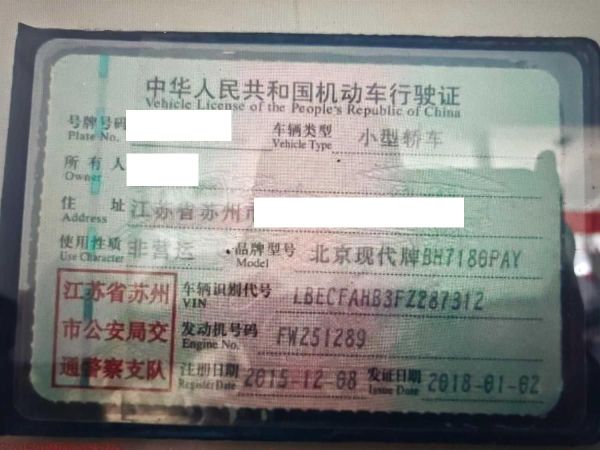 中华人民共和国机动车行驶证
Vehicle License of the People's Republic of China
号牌号码 车辆类型 小型轿车
Plate No. Vehicle Type
所有人
Owner
住址 江苏省苏州市
Address
使用性质 非营运 品牌型号 北京现代牌BH7180PAY
Use Character Model
江苏省苏州 车辆识别代号 LBECFAHB3FZ287312
VIN
市公安局交 发动机号码 FW251289
Engine No.
通警察支队 注册日期 2015-12-08 发证日期 2018-01-02
Register Date Issue Date